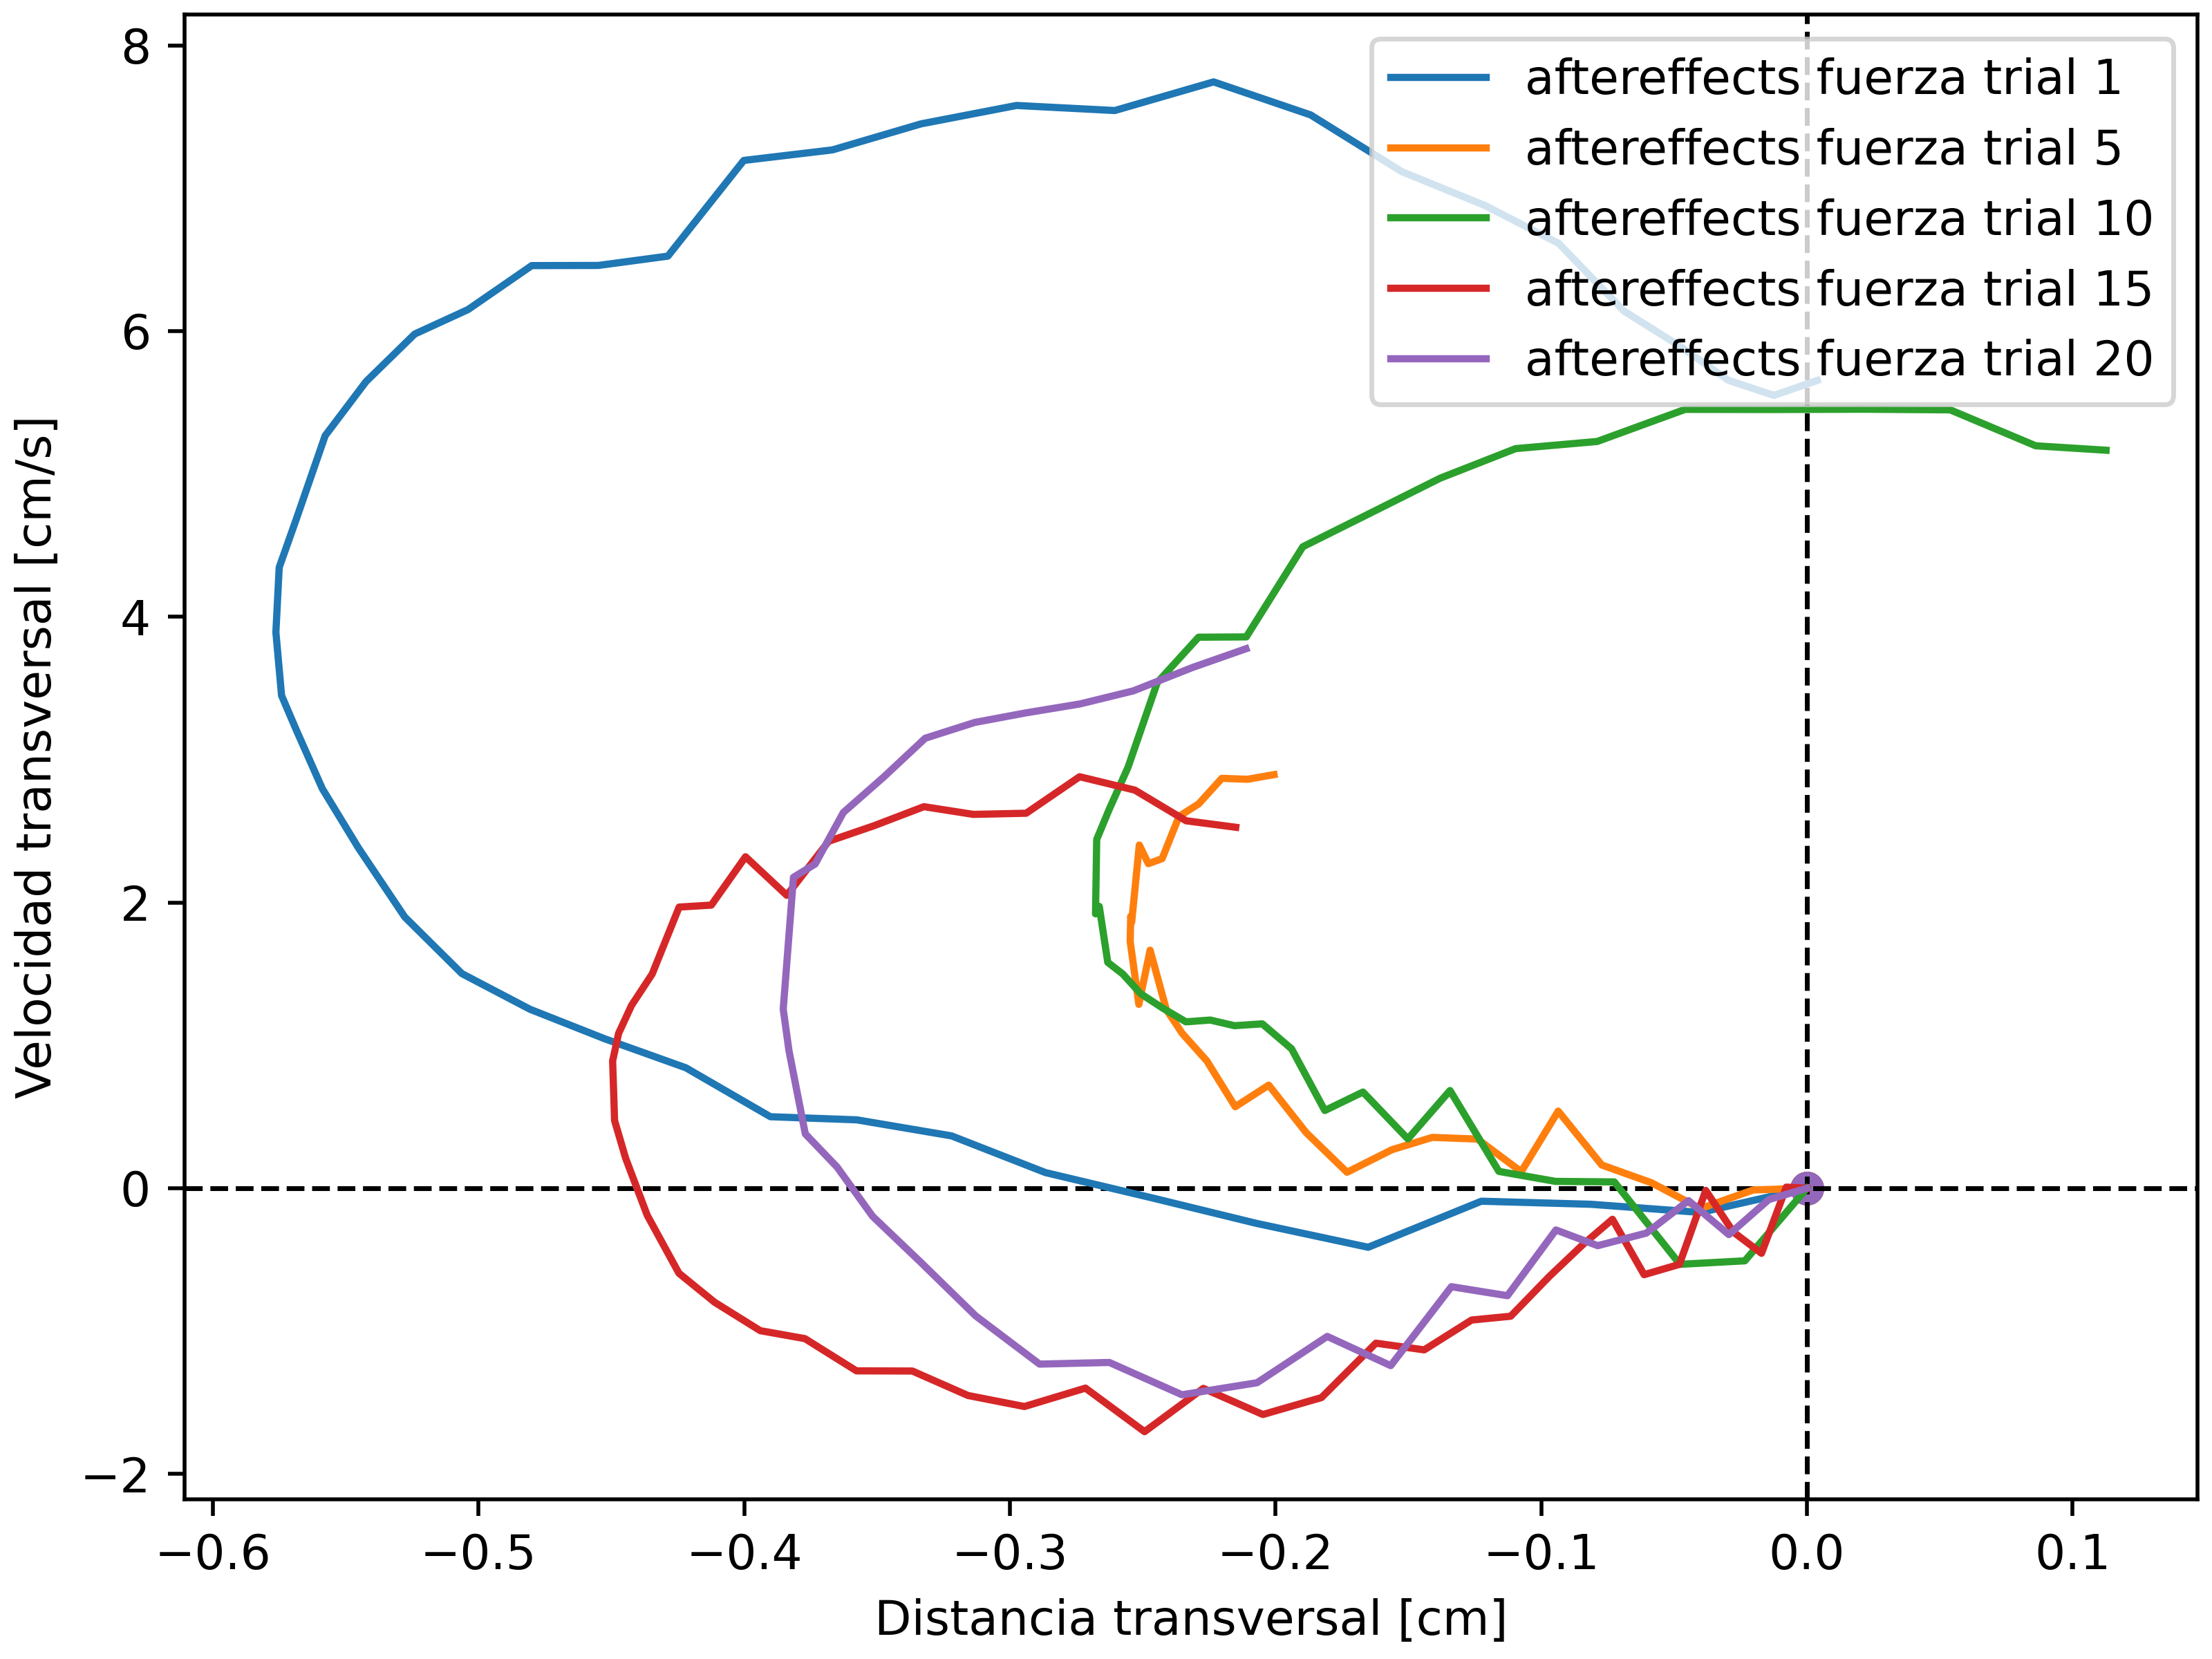 aftereffects fuerza trial 1
aftereffects fuerza trial 5
aftereffects fuerza trial 10
aftereffects fuerza trial 15
aftereffects fuerza trial 20
Velocidad transversal [cm/s]
8
6
4
2
0
−2
−0.6 −0.5 −0.4 −0.3 −0.2 −0.1 0.0 0.1
Distancia transversal [cm]